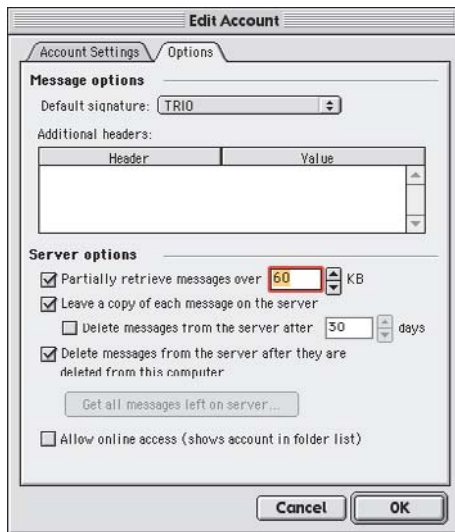 Edit Account
Account Settings Options
Message options
Default signature: TRIO
Additional headers:
Header Value
Server options
Partially retrieve messages over 60 KB
Leave a copy of each message on the server
Delete messages from the server after 30 days
Delete messages from the server after they are
deleted from this computer
Get all messages left on server...
Allow online access (shows account in folder list)
Cancel OK